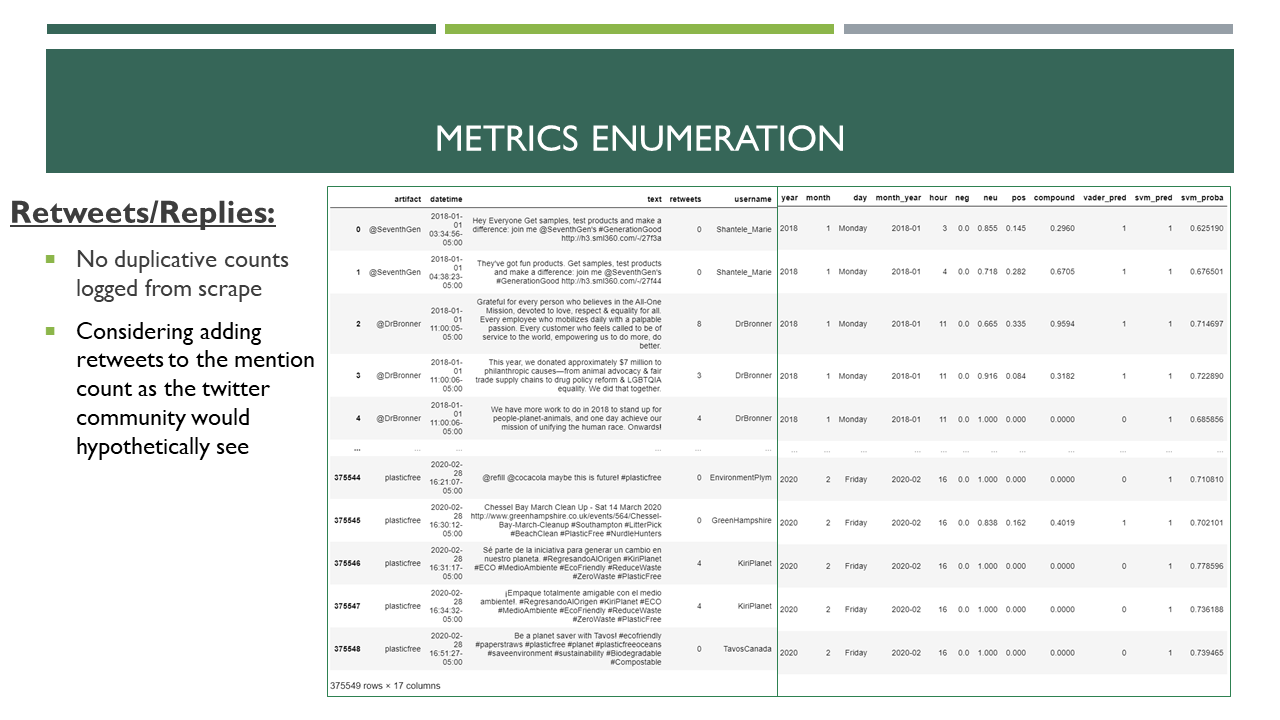 METRICS ENUMERATION
Retweets/Replies:
No duplicative counts
logged from scrape
Considering adding
retweets to the mention
count as the twitter
community would
hypothetically see
artifact datetime text retweets username year month day month_year hour neg neu pos compound vader_pred svm_pred svm_proba
0 @SeventhGen 2018-01-
01
03:34:56-
05:00
Hey Everyone Get samples, test products and make a
difference: join me @SeventhGen's #GenerationGood
http://h3.sml360.com/-/27f3a
0 Shantele_Marie 2018 1 Monday 2018-01 3 0.0 0.855 0.145 0.2960 1 1 0.625190
1 @SeventhGen 2018-01-
01
04:38:23-
05:00
They've got fun products. Get samples, test products
and make a difference: join me @SeventhGen's
#GenerationGood http://h3.sml360.com/-/27f44
0 Shantele_Marie 2018 1 Monday 2018-01 4 0.0 0.718 0.282 0.6705 1 1 0.676501
2 @DrBronner 2018-01-
01
11:00:05-
05:00
Grateful for every person who believes in the All-One
Mission, devoted to love, respect & equality for all.
Every employee who mobilizes daily with a palpable
passion. Every customer who feels called to be of
service to the world, empowering us to do more, do
better.
8 DrBronner 2018 1 Monday 2018-01 11 0.0 0.665 0.335 0.9594 1 1 0.714697
3 @DrBronner 2018-01-
01
11:00:06-
05:00
This year, we donated approximately $7 million to
philanthropic causes—from animal advocacy & fair
trade supply chains to drug policy reform & LGBTQIA
equality. We did that together.
3 DrBronner 2018 1 Monday 2018-01 11 0.0 0.916 0.084 0.3182 1 1 0.722890
4 @DrBronner 2018-01-
01
11:00:06-
05:00
We have more work to do in 2018 to stand up for
people-planet-animals, and one day achieve our
mission of unifying the human race. Onwards!
4 DrBronner 2018 1 Monday 2018-01 11 0.0 1.000 0.000 0.0000 0 1 0.685856
... ... ... ... ... ... ... ... ... ... ... ... ... ... ... ... ... ...
375544 plasticfree 2020-02-
28
16:21:07-
05:00
@refill @cocacola maybe this is future! #plasticfree
0 EnvironmentPlym 2020 2 Friday 2020-02 16 0.0 1.000 0.000 0.0000 0 1 0.710810
375545 plasticfree 2020-02-
28
16:30:12-
05:00
Chessel Bay March Clean Up - Sat 14 March 2020
http://www.greenhampshire.co.uk/events/564/Chessel-
Bay-March-Cleanup #Southampton #LitterPick
#BeachClean #PlasticFree #NurdleHunters
0 GreenHampshire 2020 2 Friday 2020-02 16 0.0 0.838 0.162 0.4019 1 1 0.702101
375546 plasticfree 2020-02-
28
16:31:17-
05:00
Sé parte de la iniciativa para generar un cambio en
nuestro planeta. #RegresandoAlOrigen #KiriPlanet
#ECO #MedioAmbiente #EcoFriendly #ReduceWaste
#ZeroWaste #PlasticFree
4 KiriPlanet 2020 2 Friday 2020-02 16 0.0 1.000 0.000 0.0000 0 1 0.778596
375547 plasticfree 2020-02-
28
16:34:32-
05:00
¡Empaque totalmente amigable con el medio
ambiente!. #RegresandoAlOrigen #KiriPlanet #ECO
#MedioAmbiente #EcoFriendly #ReduceWaste
#ZeroWaste #PlasticFree
4 KiriPlanet 2020 2 Friday 2020-02 16 0.0 1.000 0.000 0.0000 0 1 0.736188
375548 plasticfree 2020-02-
28
16:51:27-
05:00
Be a planet saver with Tavos! #ecofriendly
#paperstraws #plasticfree #planet #plasticfreeoceans
#saveenvironment #sustainability #Biodegradable
#Compostable
0 TavosCanada 2020 2 Friday 2020-02 16 0.0 1.000 0.000 0.0000 0 1 0.739465
375549 rows × 17 columns